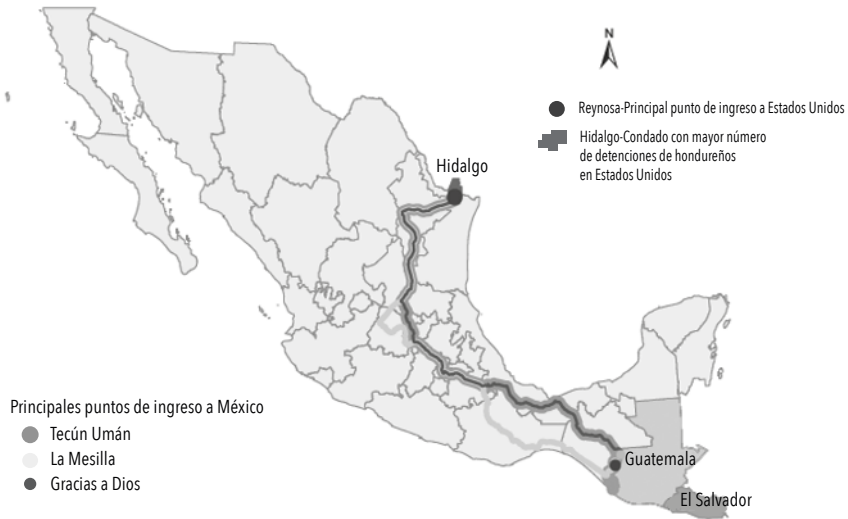 N
Reynosa-Principal punto de ingreso a Estados Unidos
Hidalgo-Condado con mayor número
de detenciones de hondureños
en Estados Unidos
Hidalgo
Principales puntos de ingreso a México
Tecún Umán
La Mesilla
Gracias a Dios
Guatemala
El Salvador